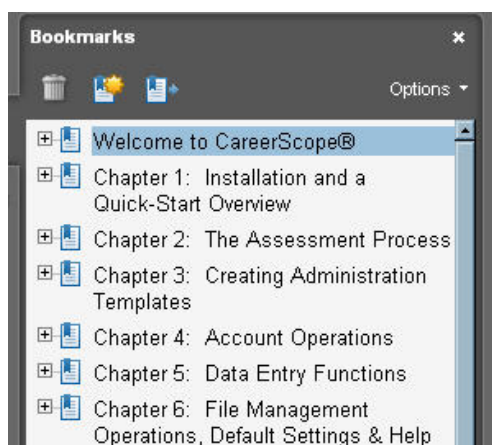 Bookmarks
Options
Welcome to CareerScope®
Chapter 1:  Installation and a
Quick-Start Overview
Chapter 2:  The Assessment Process
Chapter 3:  Creating Administration
Templates
Chapter 4:  Account Operations
Chapter 5:  Data Entry Functions
Chapter 6:  File Management
Operations, Default Settings & Help